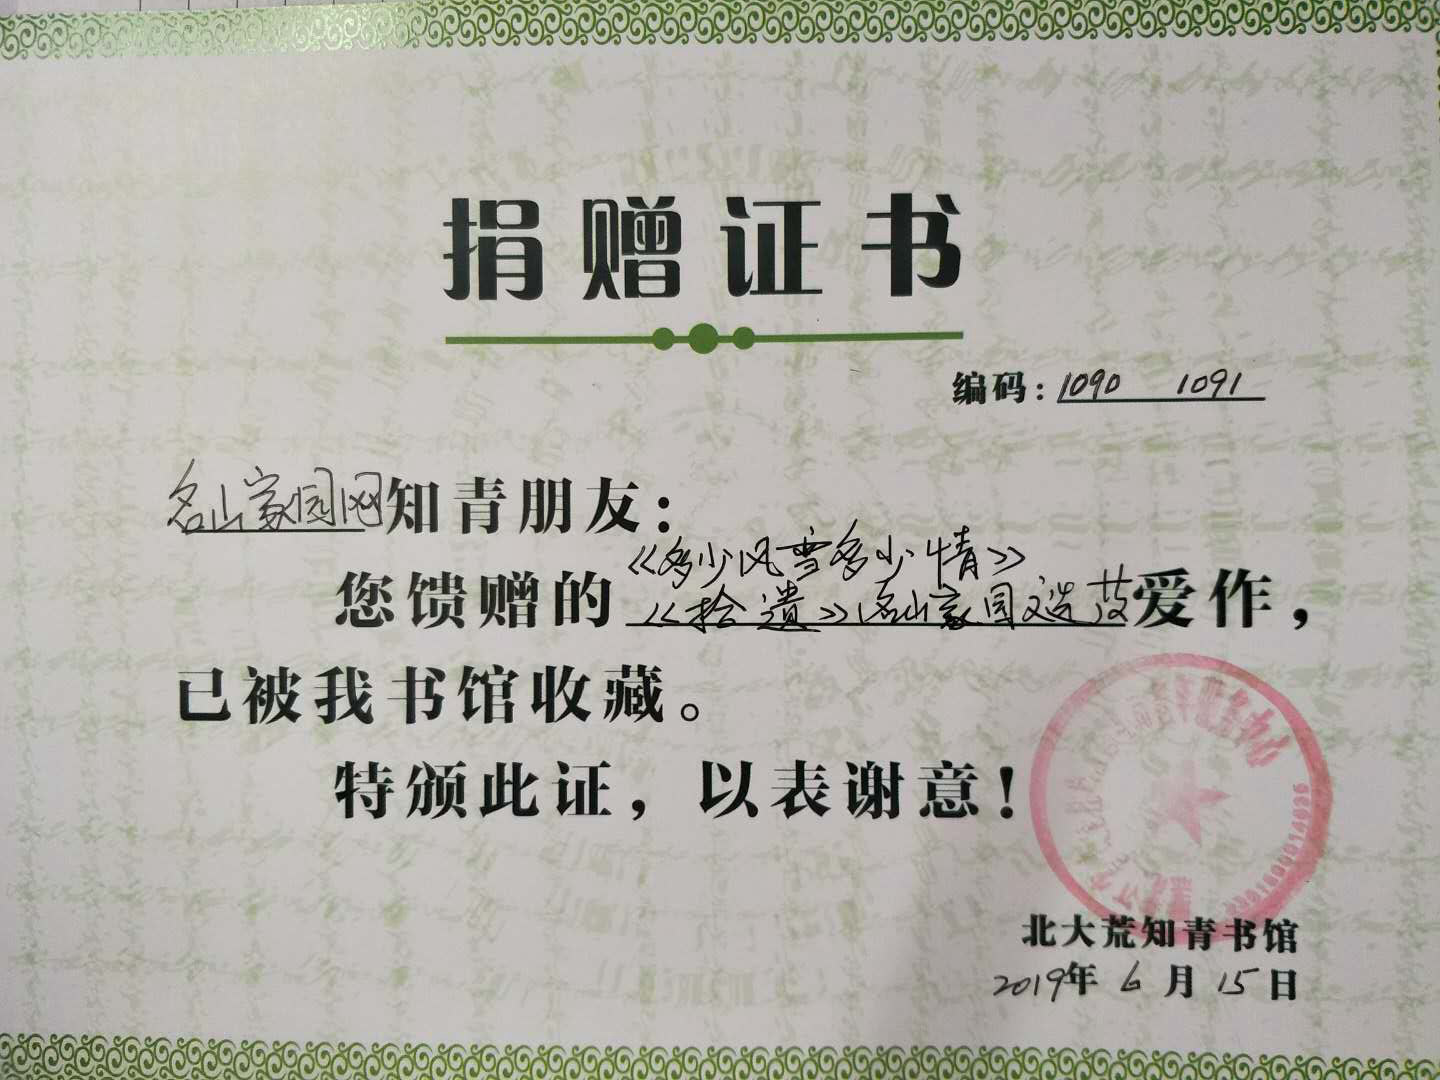 捐赠证书
编码：1090 1091
名山家园网知青朋友：
《多少风雪多少情》
您馈赠的《拾遗》名山家园文选等爱作，
已被我书馆收藏。
特颁此证，以表谢意！
北大荒知青书馆
2019年6月15日